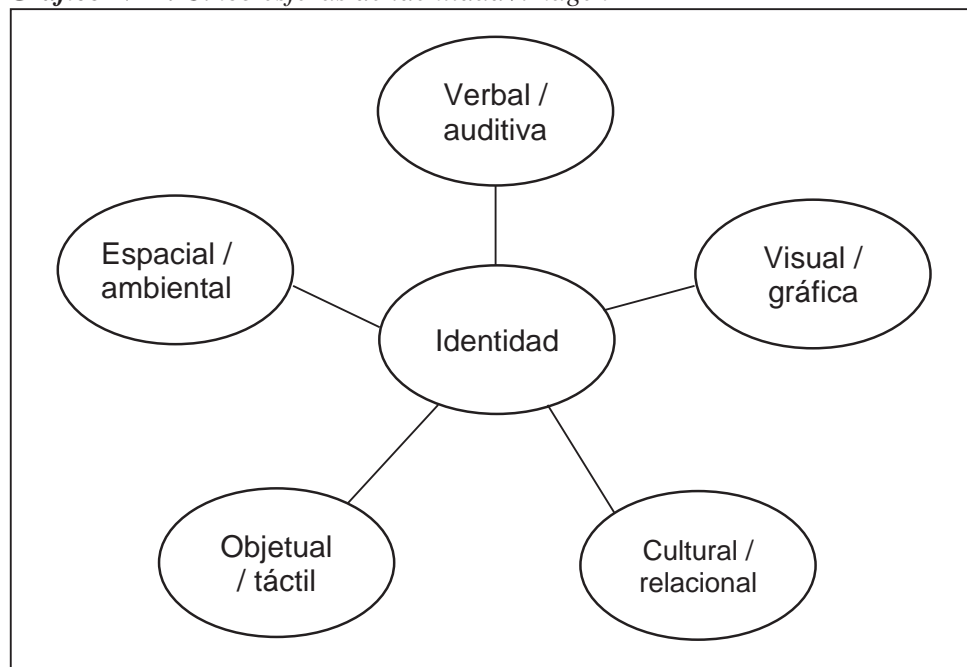 Verbal /
auditiva
Espacial /
ambiental
Visual /
gráfica
Identidad
Objetual
/ táctil
Cultural /
relacional